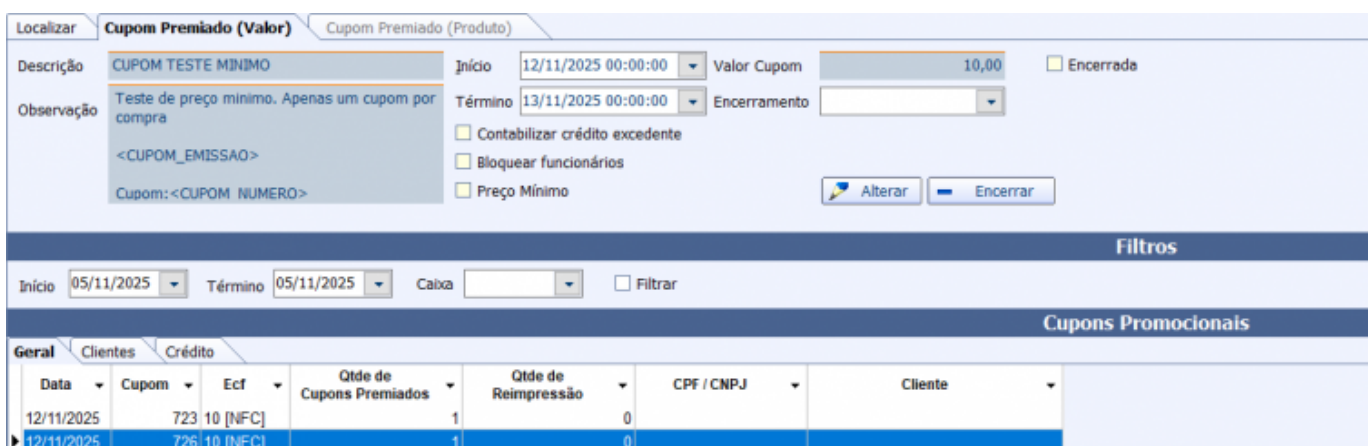 Localizar Cupom Premiado (Valor) Cupom Premiado (Produto)
Descrição CUPOM TESTE MINIMO Início 12/11/2025 00:00:00 Valor Cupom 10,00 Encerrada
Observação Teste de preço minimo. Apenas um cupom por Término 13/11/2025 00:00:00 Encerramento
compra
Contabilizar crédito excedente
<CUPOM_EMISSAO> Bloquear funcionários
Cupom:<CUPOM_NUMERO> Preço Mínimo Alterar Encerrar
Filtros
Início 05/11/2025 Término 05/11/2025 Caixa Filtrar
Cupons Promocionais
Geral Clientes Crédito
Data Cupom Ecf Qtde de Cupons Premiados Qtde de Reimpressão CPF / CNPJ Cliente
12/11/2025 723 10 [NFC] 1 0
12/11/2025 726 10 [NFC] 1 0